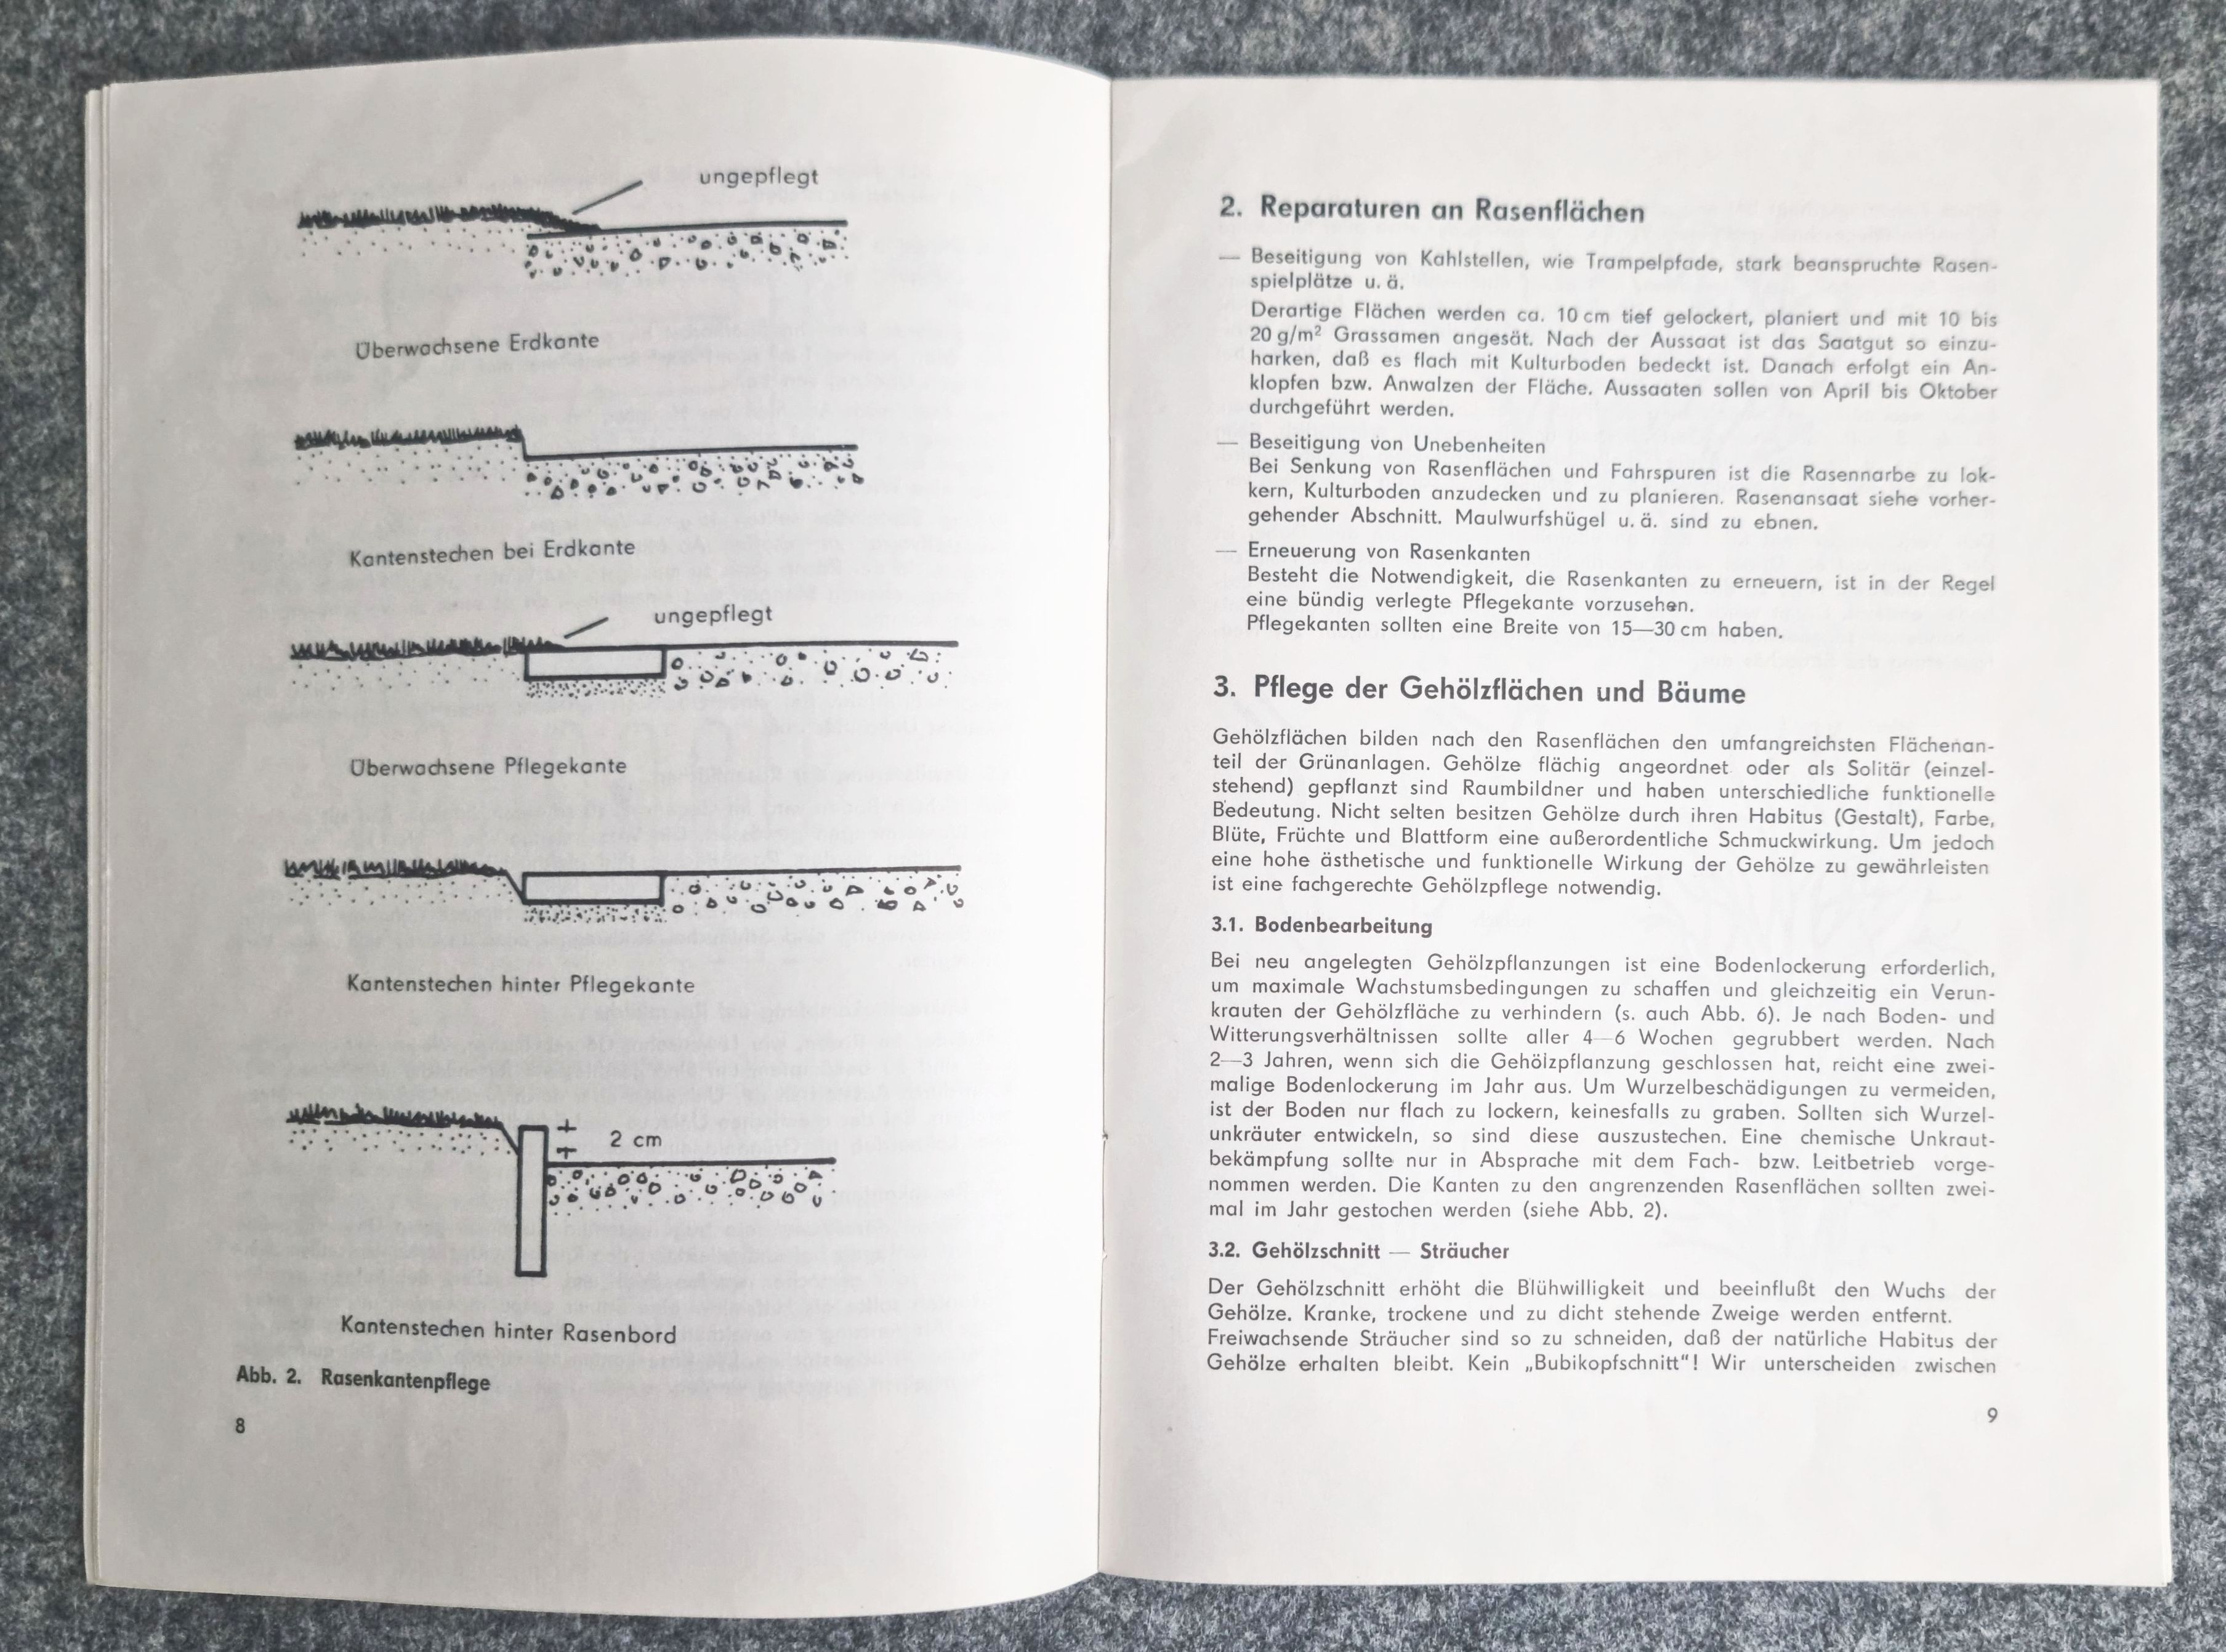 ungepflegt
Überwachsene Erdkante
Kantenstechen bei Erdkante
ungepflegt
Überwachsene Pflegekante
Kantenstechen hinter Pflegekante
2 cm
Kantenstechen hinter Rasenbord
Abb. 2. Rasenkantenpflege
8
2. Reparaturen an Rasenflächen
— Beseitigung von Kahlstellen, wie Trampelpfade, stark beanspruchte Rasen-
spielplätze u. ä.
Derartige Flächen werden ca. 10 cm tief gelockert, planiert und mit 10 bis
20 g/m² Grassamen angesät. Nach der Aussaat ist das Saatgut so einzu-
harken, daß es flach mit Kulturboden bedeckt ist. Danach erfolgt ein An-
klopfen bzw. Anwalzen der Fläche. Aussaaten sollen von April bis Oktober
durchgeführt werden.
— Beseitigung von Unebenheiten
Bei Senkung von Rasenflächen und Fahrspuren ist die Rasennarbe zu lok-
kern, Kulturboden anzudecken und zu planieren. Rasenansaat siehe vorher-
gehender Abschnitt. Maulwurfshügel u. ä. sind zu ebnen.
— Erneuerung von Rasenkanten
Besteht die Notwendigkeit, die Rasenkanten zu erneuern, ist in der Regel
eine bündig verlegte Pflegekante vorzusehen.
Pflegekanten sollten eine Breite von 15—30 cm haben.
3. Pflege der Gehölzflächen und Bäume
Gehölzflächen bilden nach den Rasenflächen den umfangreichsten Flächenan-
teil der Grünanlagen. Gehölze flächig angeordnet oder als Solitär (einzel-
stehend) gepflanzt sind Raumbildner und haben unterschiedliche funktionelle
Bedeutung. Nicht selten besitzen Gehölze durch ihren Habitus (Gestalt), Farbe,
Blüte, Früchte und Blattform eine außerordentliche Schmuckwirkung. Um jedoch
eine hohe ästhetische und funktionelle Wirkung der Gehölze zu gewährleisten
ist eine fachgerechte Gehölzpflege notwendig.
3.1. Bodenbearbeitung
Bei neu angelegten Gehölzpflanzungen ist eine Bodenlockerung erforderlich,
um maximale Wachstumsbedingungen zu schaffen und gleichzeitig ein Verun-
krauten der Gehölzfläche zu verhindern (s. auch Abb. 6). Je nach Boden- und
Witterungsverhältnissen sollte aller 4—6 Wochen gegrubbert werden. Nach
2—3 Jahren, wenn sich die Gehölzpflanzung geschlossen hat, reicht eine zwei-
malige Bodenlockerung im Jahr aus. Um Wurzelbeschädigungen zu vermeiden,
ist der Boden nur flach zu lockern, keinesfalls zu graben. Sollten sich Wurzel-
unkräuter entwickeln, so sind diese auszustechen. Eine chemische Unkraut-
bekämpfung sollte nur in Absprache mit dem Fach- bzw. Leitbetrieb vorge-
nommen werden. Die Kanten zu den angrenzenden Rasenflächen sollten zwei-
mal im Jahr gestochen werden (siehe Abb. 2).
3.2. Gehölzschnitt — Sträucher
Der Gehölzschnitt erhöht die Blühwilligkeit und beeinflußt den Wuchs der
Gehölze. Kranke, trockene und zu dicht stehende Zweige werden entfernt.
Freiwachsende Sträucher sind so zu schneiden, daß der natürliche Habitus der
Gehölze erhalten bleibt. Kein „Bubikopfschnitt"! Wir unterscheiden zwischen
9